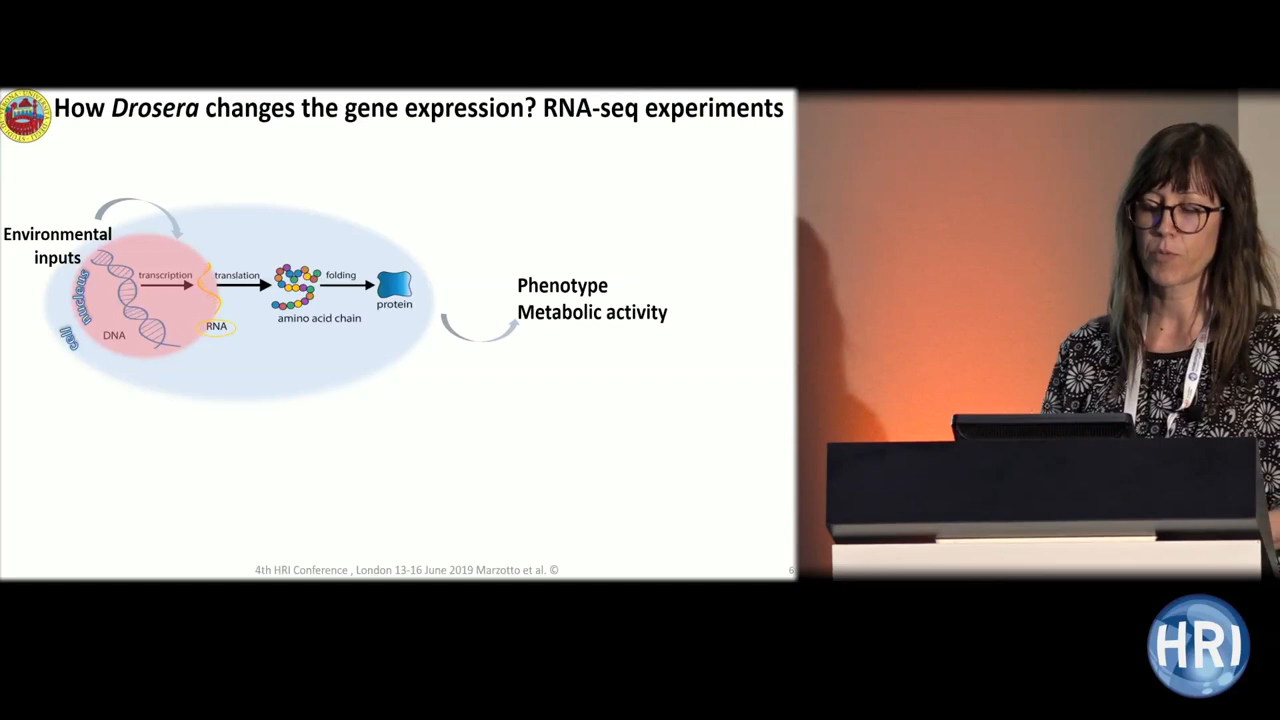 How Drosera changes the gene expression? RNA-seq experiments
Environmental
inputs
nucleus
cell
DNA
transcription
RNA
translation
amino acid chain
folding
protein
Phenotype
Metabolic activity
4th HRI Conference , London 13-16 June 2019 Marzotto et al. ©
6
HRI